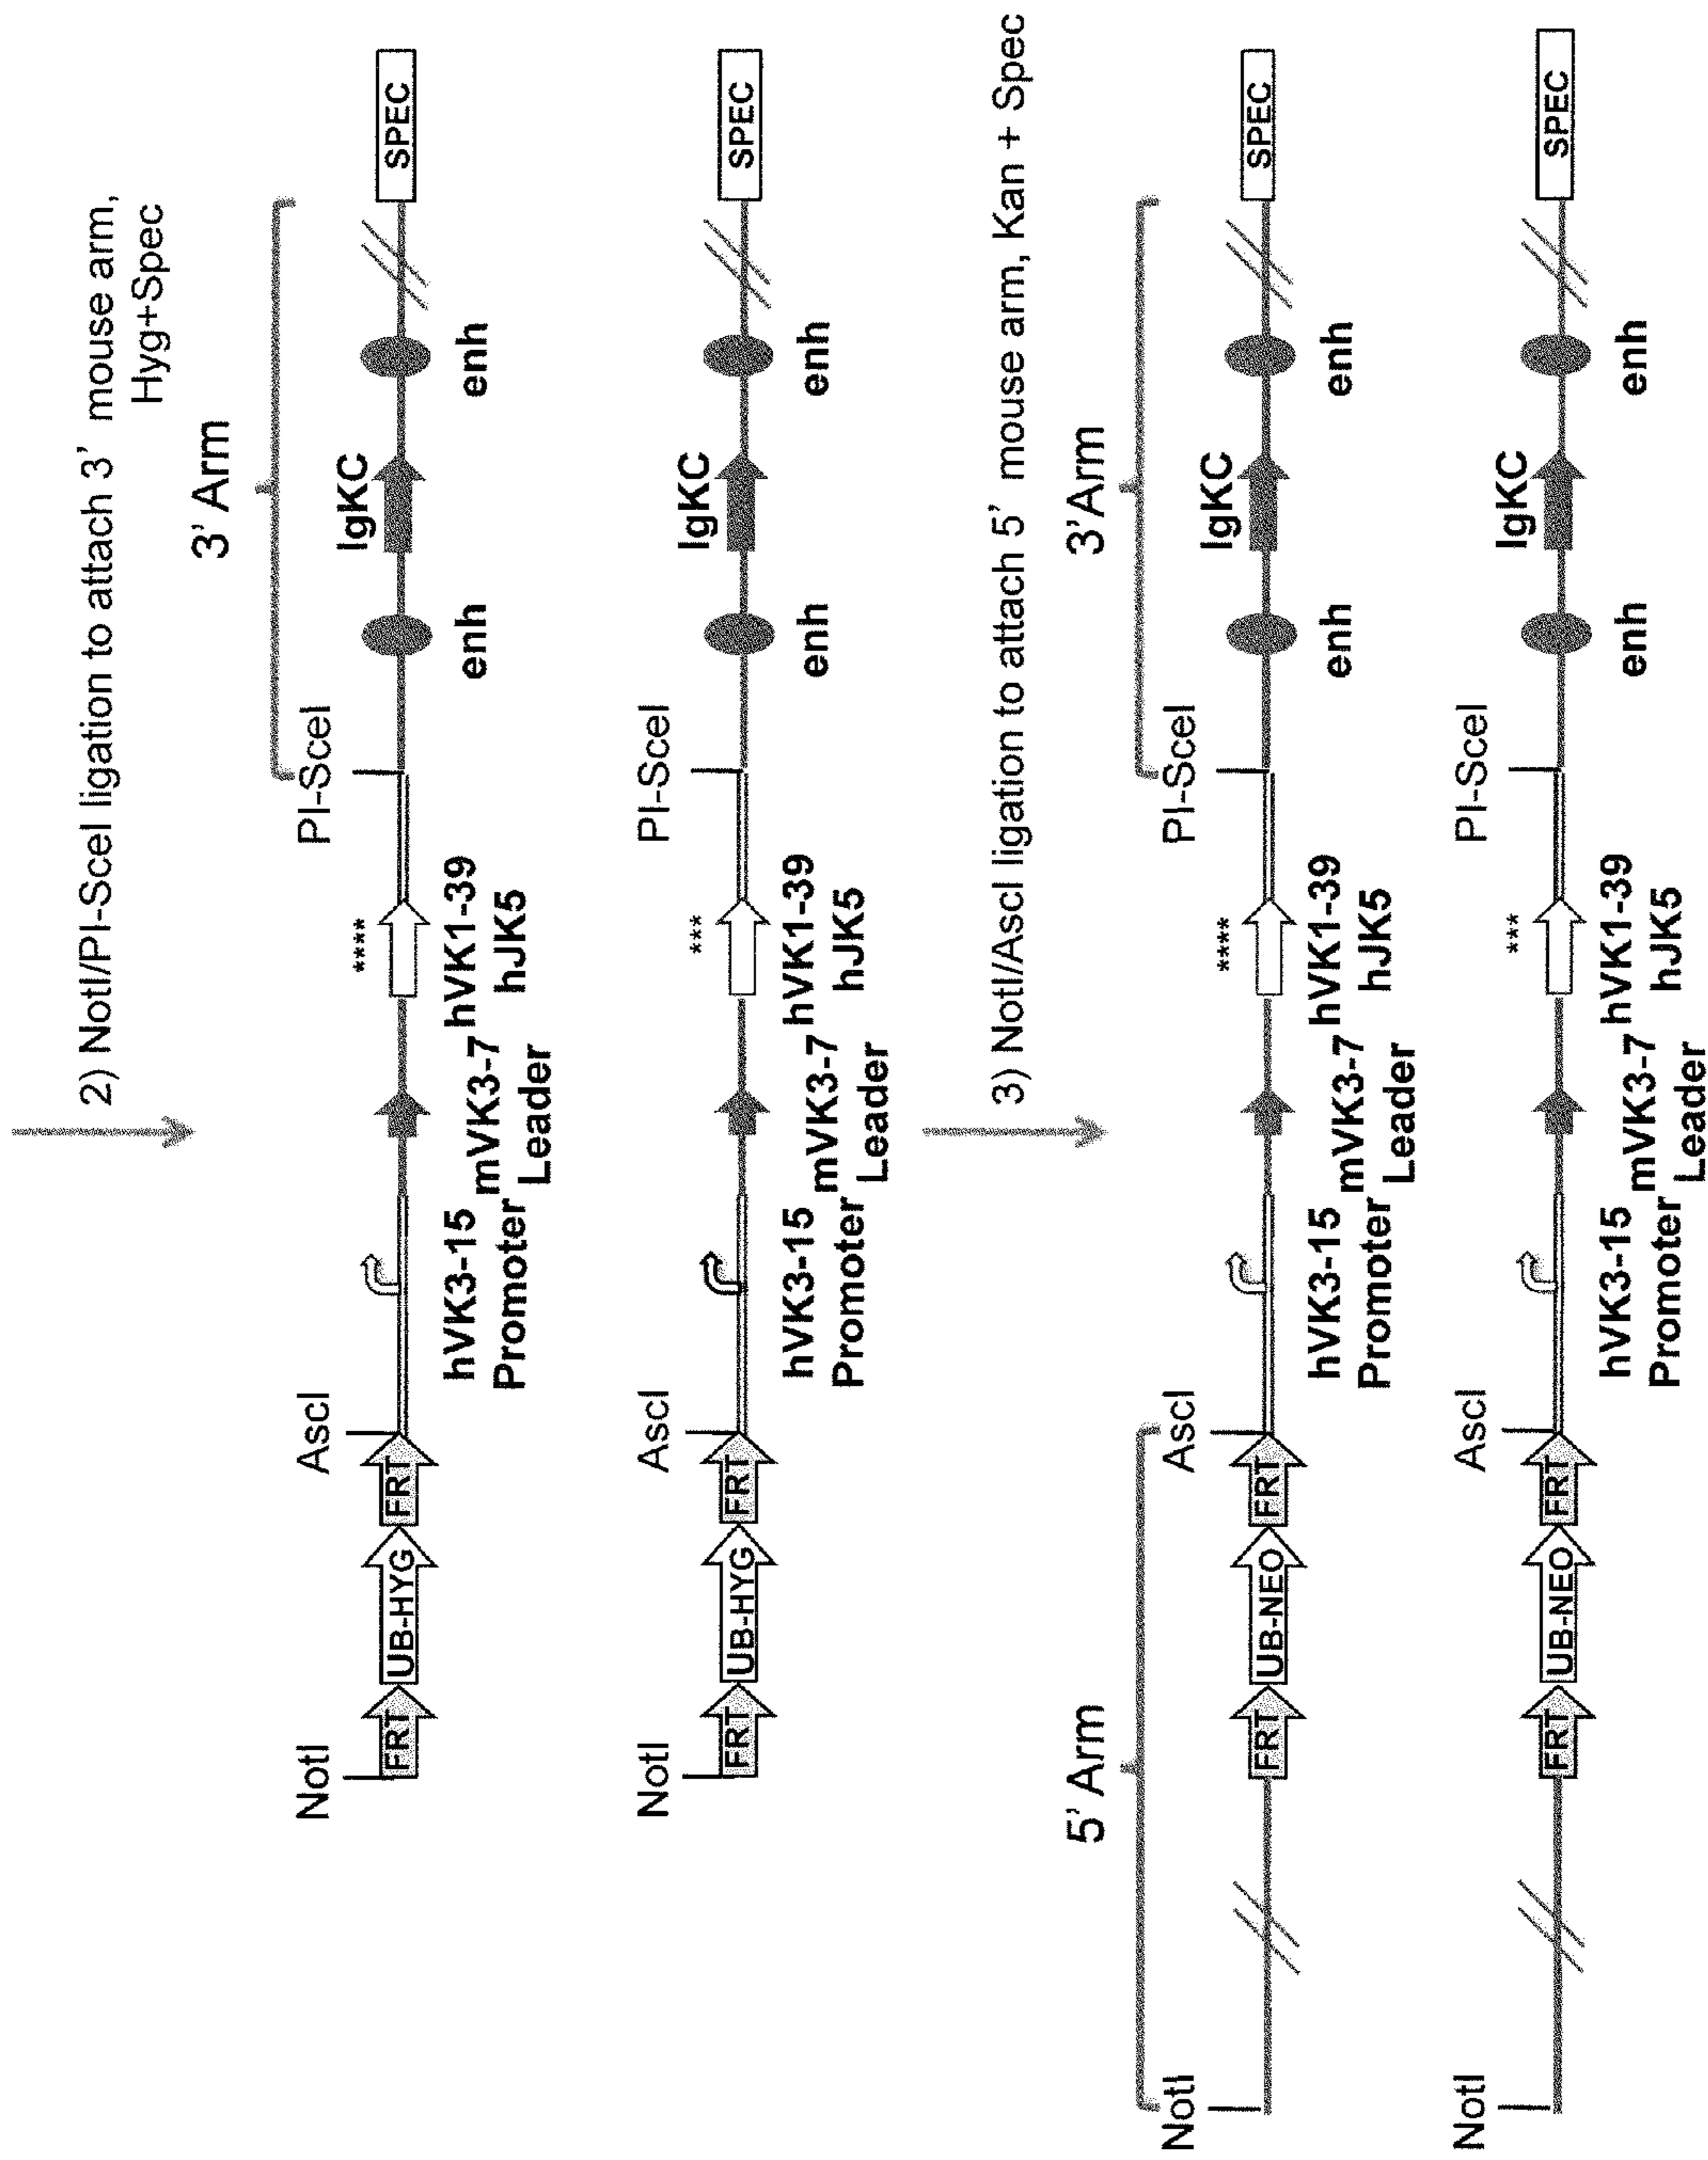 2) NotI/PI-SceI ligation to attach 3’ mouse arm,
Hyg+Spec
3’ Arm
NotI AscI PI-SceI IgKC
FRT UB-HYG FRT **** SPEC
hVK3-15 mVK3-7 hVK1-39 enh enh
Promoter Leader hJK5
NotI AscI PI-SceI IgKC
FRT UB-HYG FRT *** SPEC
hVK3-15 mVK3-7 hVK1-39 enh enh
Promoter Leader hJK5
3) NotI/AscI ligation to attach 5’ mouse arm, Kan + Spec
5’ Arm 3’Arm
NotI AscI PI-SceI IgKC
FRT UB-NEO FRT **** SPEC
hVK3-15 mVK3-7 hVK1-39 enh enh
Promoter Leader hJK5
NotI AscI PI-SceI IgKC
FRT UB-NEO FRT *** SPEC
hVK3-15 mVK3-7 hVK1-39 enh enh
Promoter Leader hJK5